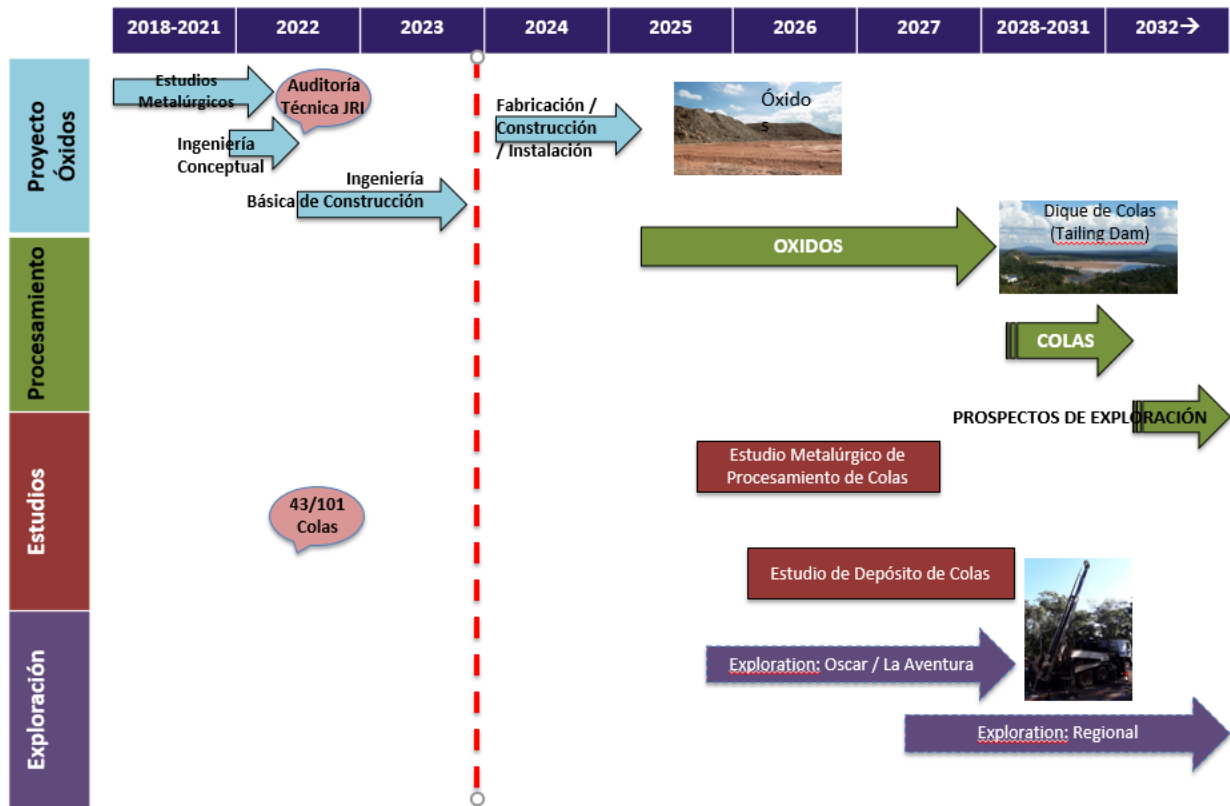 2018-2021
2022
2023
2024
2025
2026
2027
2028-2031
2032→
Proyecto
Óxidos
Estudios
Metalúrgicos
Auditoría
Técnica JRI
Ingeniería
Conceptual
Ingeniería
Básica de Construcción
Fabricación /
Construcción
/ Instalación
Óxido
s
Dique de Colas
(Tailing Dam)
Procesamiento
OXIDOS
COLAS
PROSPECTOS DE EXPLORACIÓN
Estudios
Estudio Metalúrgico de
Procesamiento de Colas
43/101
Colas
Estudio de Depósito de Colas
Exploración
Exploration: Oscar / La Aventura
Exploration: Regional